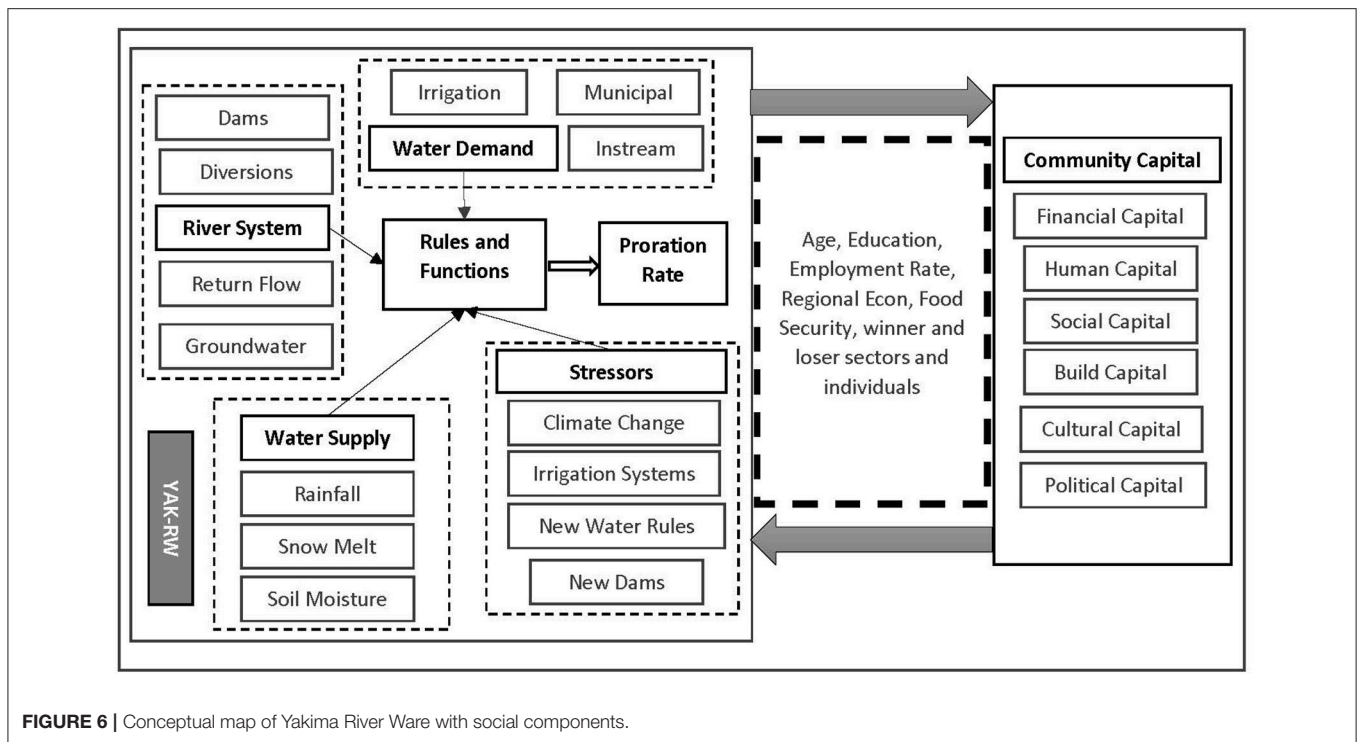 Dams
Diversions
River System
Return Flow
Groundwater
Irrigation
Municipal
Water Demand
Instream
Rules and
Functions
Proration
Rate
Water Supply
Rainfall
Snow Melt
Soil Moisture
Stressors
Climate Change
Irrigation Systems
New Water Rules
New Dams
YAK-RW
Age, Education,
Employment Rate,
Regional Econ, Food
Security, winner and
loser sectors and
individuals
Community Capital
Financial Capital
Human Capital
Social Capital
Build Capital
Cultural Capital
Political Capital
FIGURE 6 | Conceptual map of Yakima River Ware with social components.